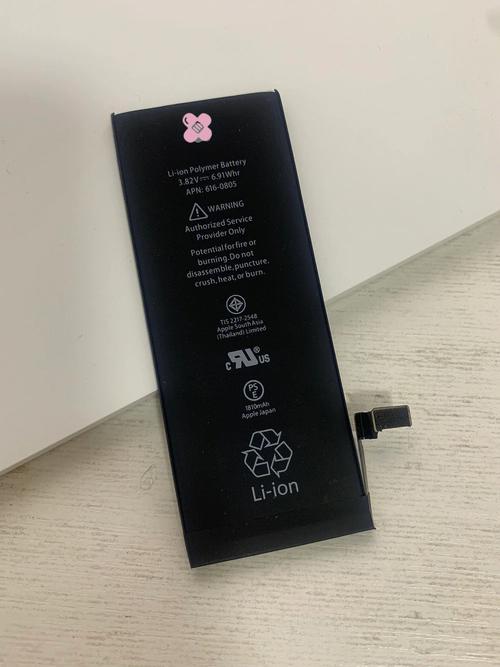 Li-ion Polymer Battery
3.82V⎓ 6.91Whr
APN: 616-0805
WARNING
Authorized Service
Provider Only
Potential for fire or
burning. Do not
disassemble, puncture,
crush, heat, or burn.
TIS 2217-2548
Apple South Asia
(Thailand) Limited
c RU® US
PS
E
1810mAh
Apple Japan
Li-ion